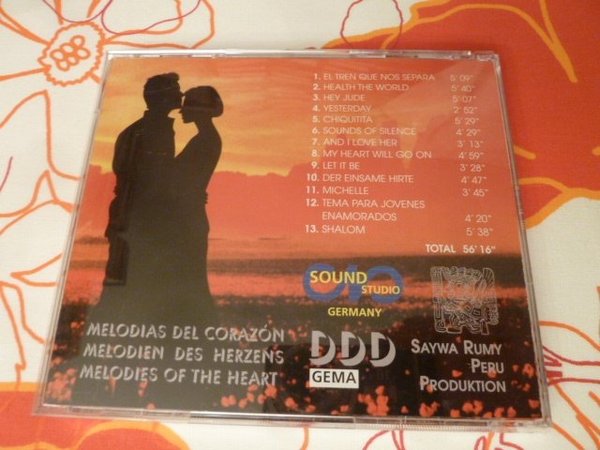 1. EL TREN QUE NOS SEPARA 5' 09"
2. HEALTH THE WORLD 5' 40"
3. HEY JUDE 5' 07"
4. YESTERDAY 2' 52"
5. CHIQUITITA 5' 29"
6. SOUNDS OF SILENCE 4' 29"
7. AND I LOVE HER 3' 13"
8. MY HEART WILL GO ON 4' 59"
9. LET IT BE 3' 28"
10. DER EINSAME HIRTE 4' 47"
11. MICHELLE 3' 45"
12. TEMA PARA JOVENES
ENAMORADOS 4' 20"
13. SHALOM 5' 38"
TOTAL 56' 16"
SOUND
STUDIO
GERMANY
MELODIAS DEL CORAZÓN
MELODIEN DES HERZENS
MELODIES OF THE HEART
DDD
GEMA
SAYWA RUMY
PERU
PRODUKTION